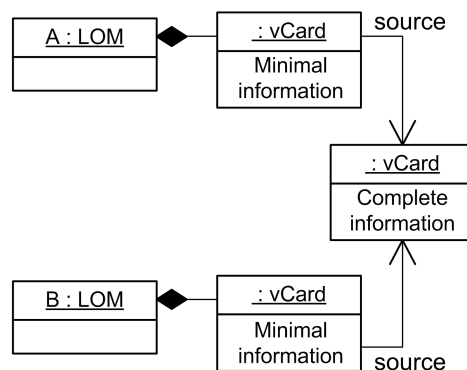 A : LOM
: vCard
Minimal
information
source
: vCard
Complete
information
B : LOM
: vCard
Minimal
information
source